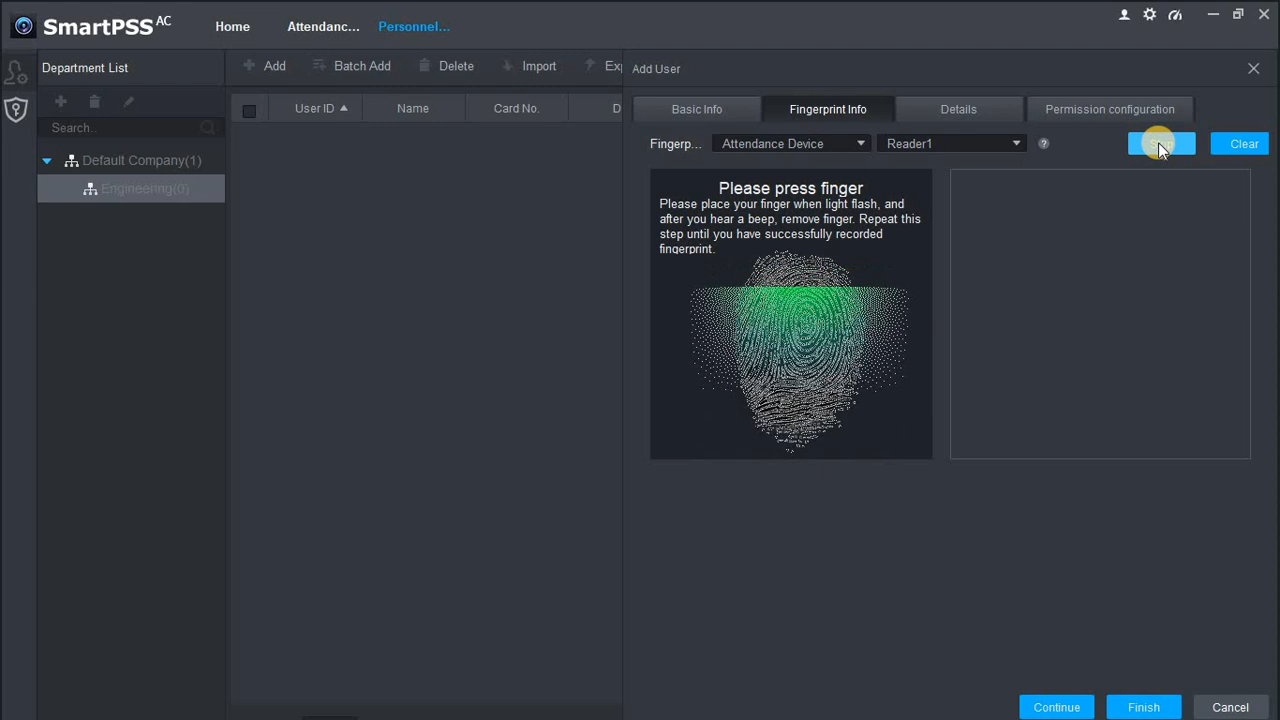 SmartPSS AC
Home
Attendanc...
Personnel...
Department List
Add
Batch Add
Delete
Import
Add User
Search..
User ID
Name
Card No.
D
Basic Info
Fingerprint Info
Details
Permission configuration
Default Company(1)
Engineering(0)
Fingerp...
Attendance Device
Reader1
?
Clear
Please press finger
Please place your finger when light flash, and
after you hear a beep, remove finger. Repeat this
step until you have successfully recorded
fingerprint.
Continue
Finish
Cancel